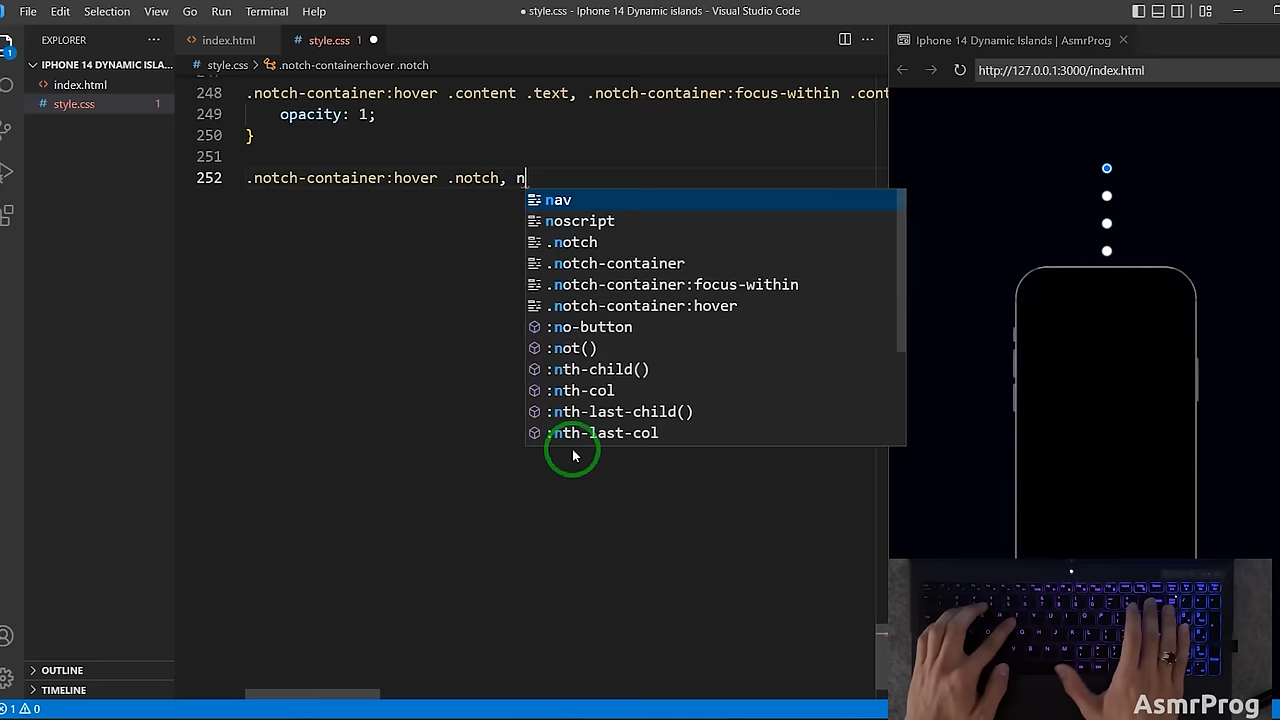 File Edit Selection View Go Run Terminal Help
● style.css - Iphone 14 Dynamic islands - Visual Studio Code
EXPLORER ...
1
IPHONE 14 DYNAMIC ISLA...
index.html
style.css 1
OUTLINE
TIMELINE
index.html style.css 1 ●
style.css > .notch-container:hover .notch
248 .notch-container:hover .content .text, .notch-container:focus-within .cont
249 opacity: 1;
250 }
251
252 .notch-container:hover .notch, n
nav
noscript
.notch
.notch-container
.notch-container:focus-within
.notch-container:hover
:no-button
:not()
:nth-child()
:nth-col
:nth-last-child()
:nth-last-col
Iphone 14 Dynamic Islands | AsmrProg
http://127.0.0.1:3000/index.html
AsmrProg
1 0